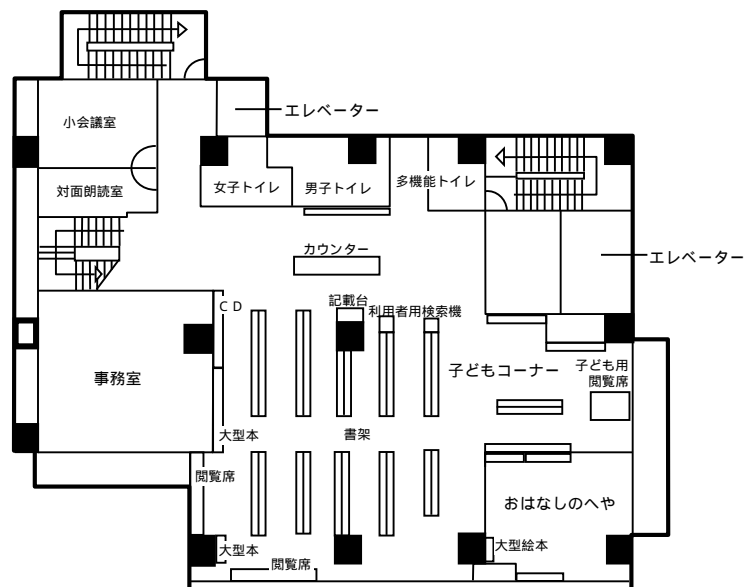 エレベーター
小会議室
対面朗読室
女子トイレ
男子トイレ
多機能トイレ
カウンター
エレベーター
ＣＤ
記載台
利用者用検索機
事務室
子どもコーナー
子ども用
閲覧席
大型本
書架
閲覧席
おはなしのへや
大型本
大型絵本
閲覧席